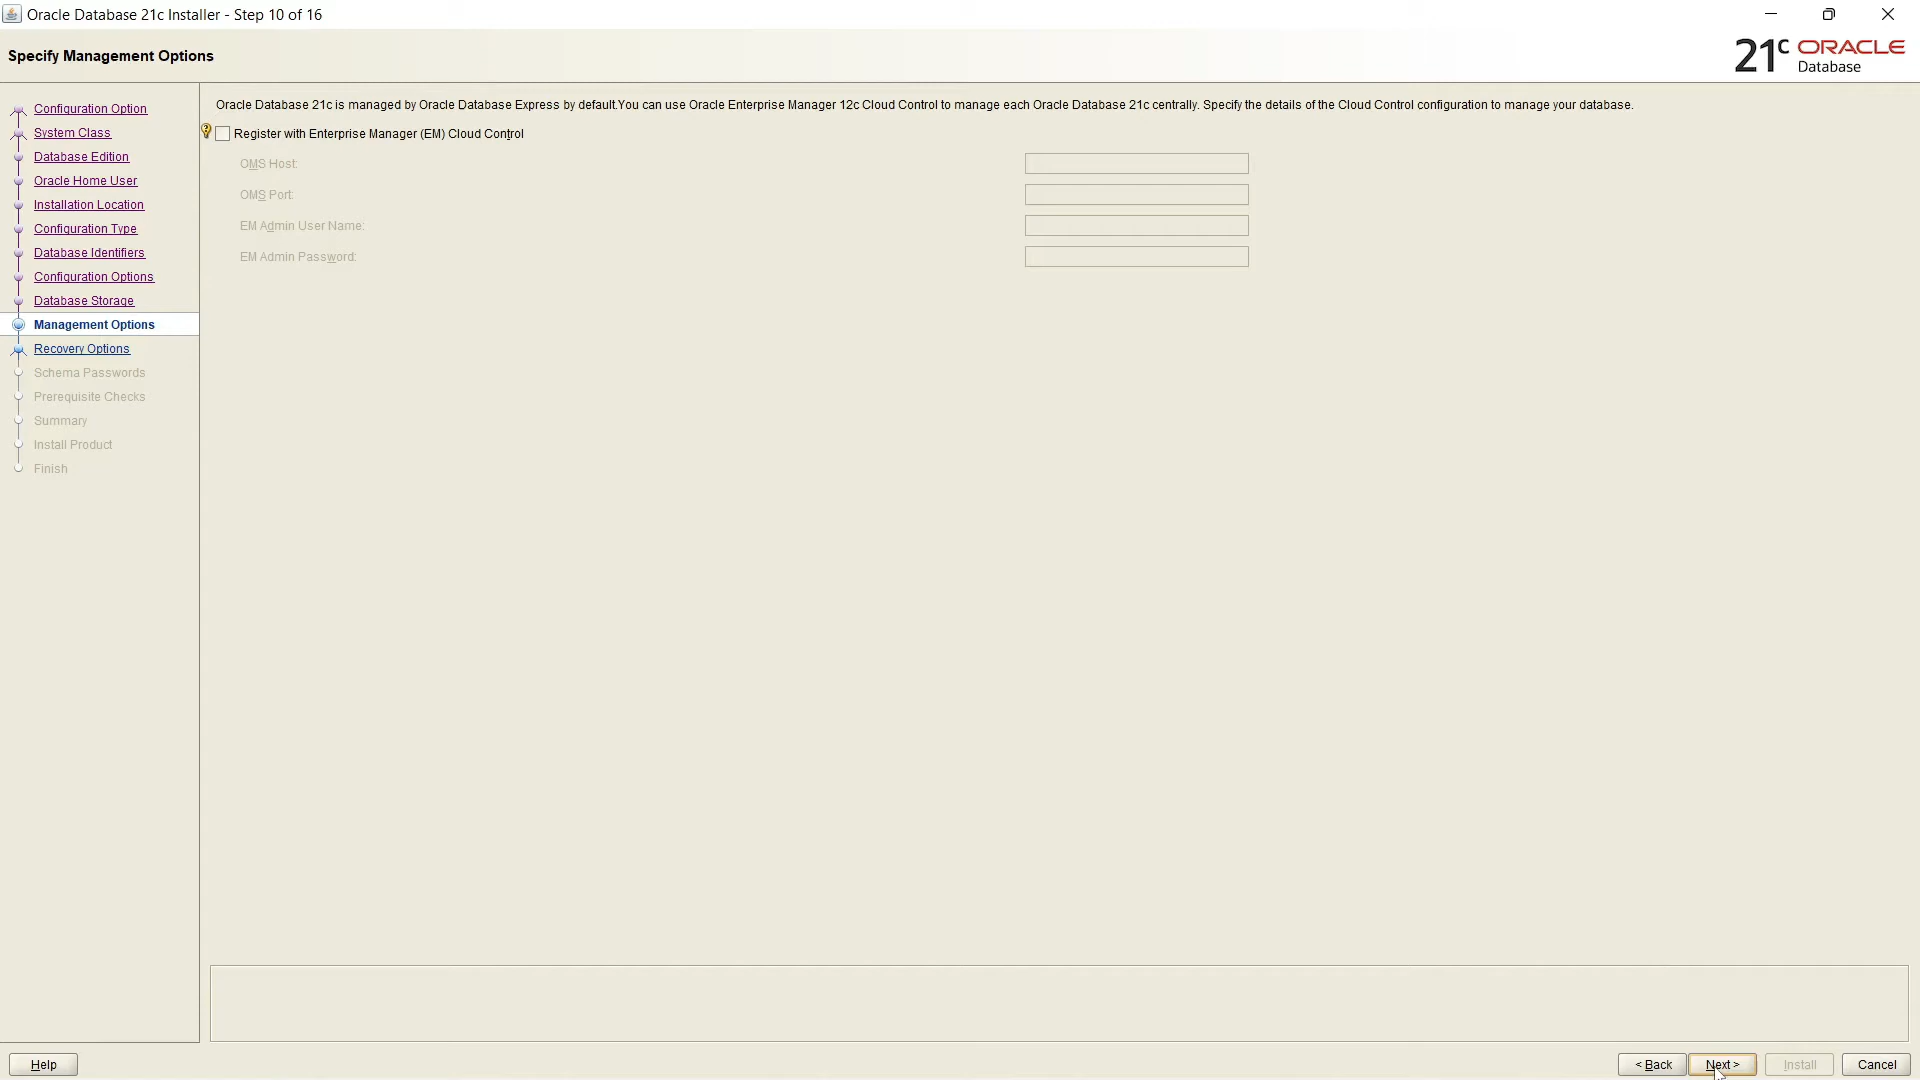 Oracle Database 21c Installer - Step 10 of 16
Specify Management Options
21c ORACLE
Database
Configuration Option
System Class
Database Edition
Oracle Home User
Installation Location
Configuration Type
Database Identifiers
Configuration Options
Database Storage
Management Options
Recovery Options
Schema Passwords
Prerequisite Checks
Summary
Install Product
Finish
Oracle Database 21c is managed by Oracle Database Express by default.You can use Oracle Enterprise Manager 12c Cloud Control to manage each Oracle Database 21c centrally. Specify the details of the Cloud Control configuration to manage your database.
Register with Enterprise Manager (EM) Cloud Control
OMS Host:
OMS Port:
EM Admin User Name:
EM Admin Password:
Help
< Back
Next >
Install
Cancel